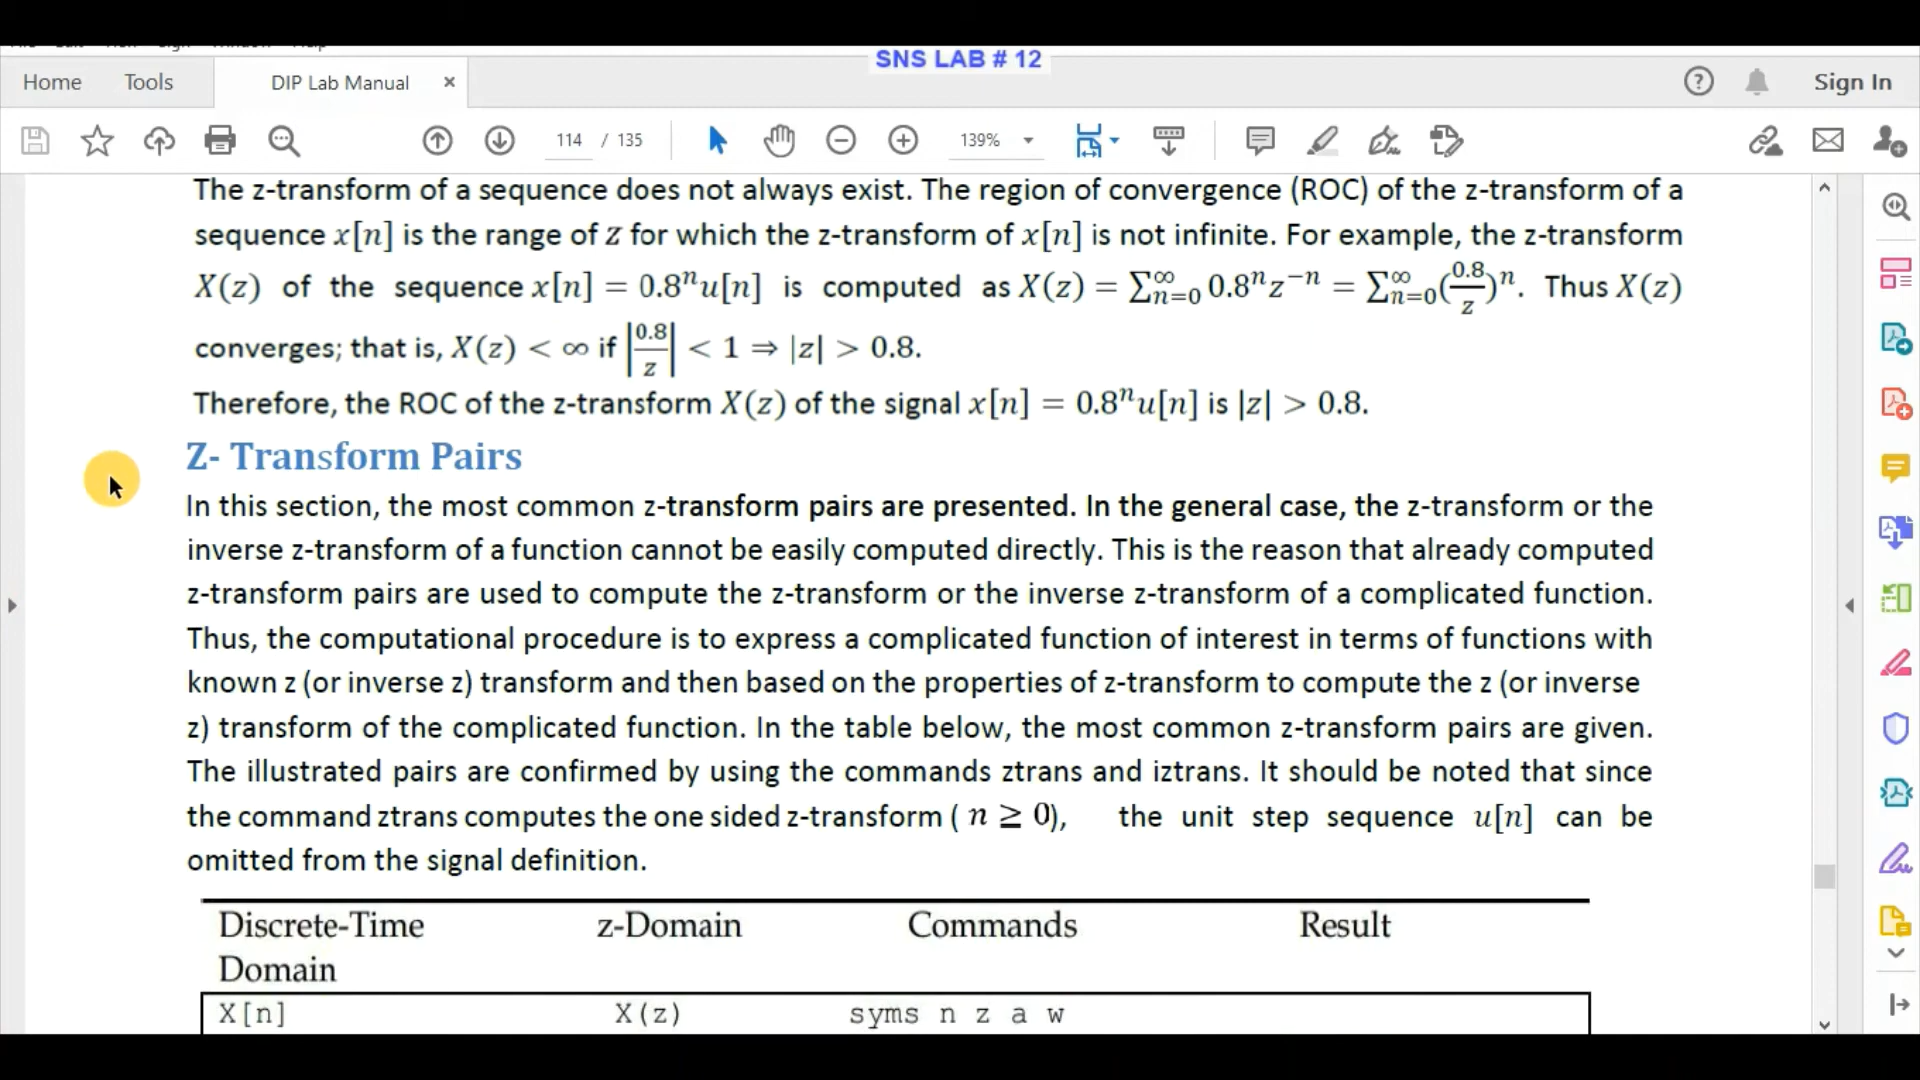 SNS LAB # 12
Home Tools DIP Lab Manual × Sign In
114 / 135 139%
The z-transform of a sequence does not always exist. The region of convergence (ROC) of the z-transform of a
sequence x[n] is the range of z for which the z-transform of x[n] is not infinite. For example, the z-transform
X(z) of the sequence x[n] = 0.8ⁿu[n] is computed as X(z) = ∑_{n=0}^{∞} 0.8ⁿz⁻ⁿ = ∑_{n=0}^{∞}(0.8/z)ⁿ. Thus X(z)
converges; that is, X(z) < ∞ if |0.8/z| < 1 ⇒ |z| > 0.8.
Therefore, the ROC of the z-transform X(z) of the signal x[n] = 0.8ⁿu[n] is |z| > 0.8.
Z- Transform Pairs
In this section, the most common z-transform pairs are presented. In the general case, the z-transform or the
inverse z-transform of a function cannot be easily computed directly. This is the reason that already computed
z-transform pairs are used to compute the z-transform or the inverse z-transform of a complicated function.
Thus, the computational procedure is to express a complicated function of interest in terms of functions with
known z (or inverse z) transform and then based on the properties of z-transform to compute the z (or inverse
z) transform of the complicated function. In the table below, the most common z-transform pairs are given.
The illustrated pairs are confirmed by using the commands ztrans and iztrans. It should be noted that since
the command ztrans computes the one sided z-transform ( n ≥ 0), the unit step sequence u[n] can be
omitted from the signal definition.
Discrete-Time z-Domain Commands Result
Domain
X[n] X(z) syms n z a w